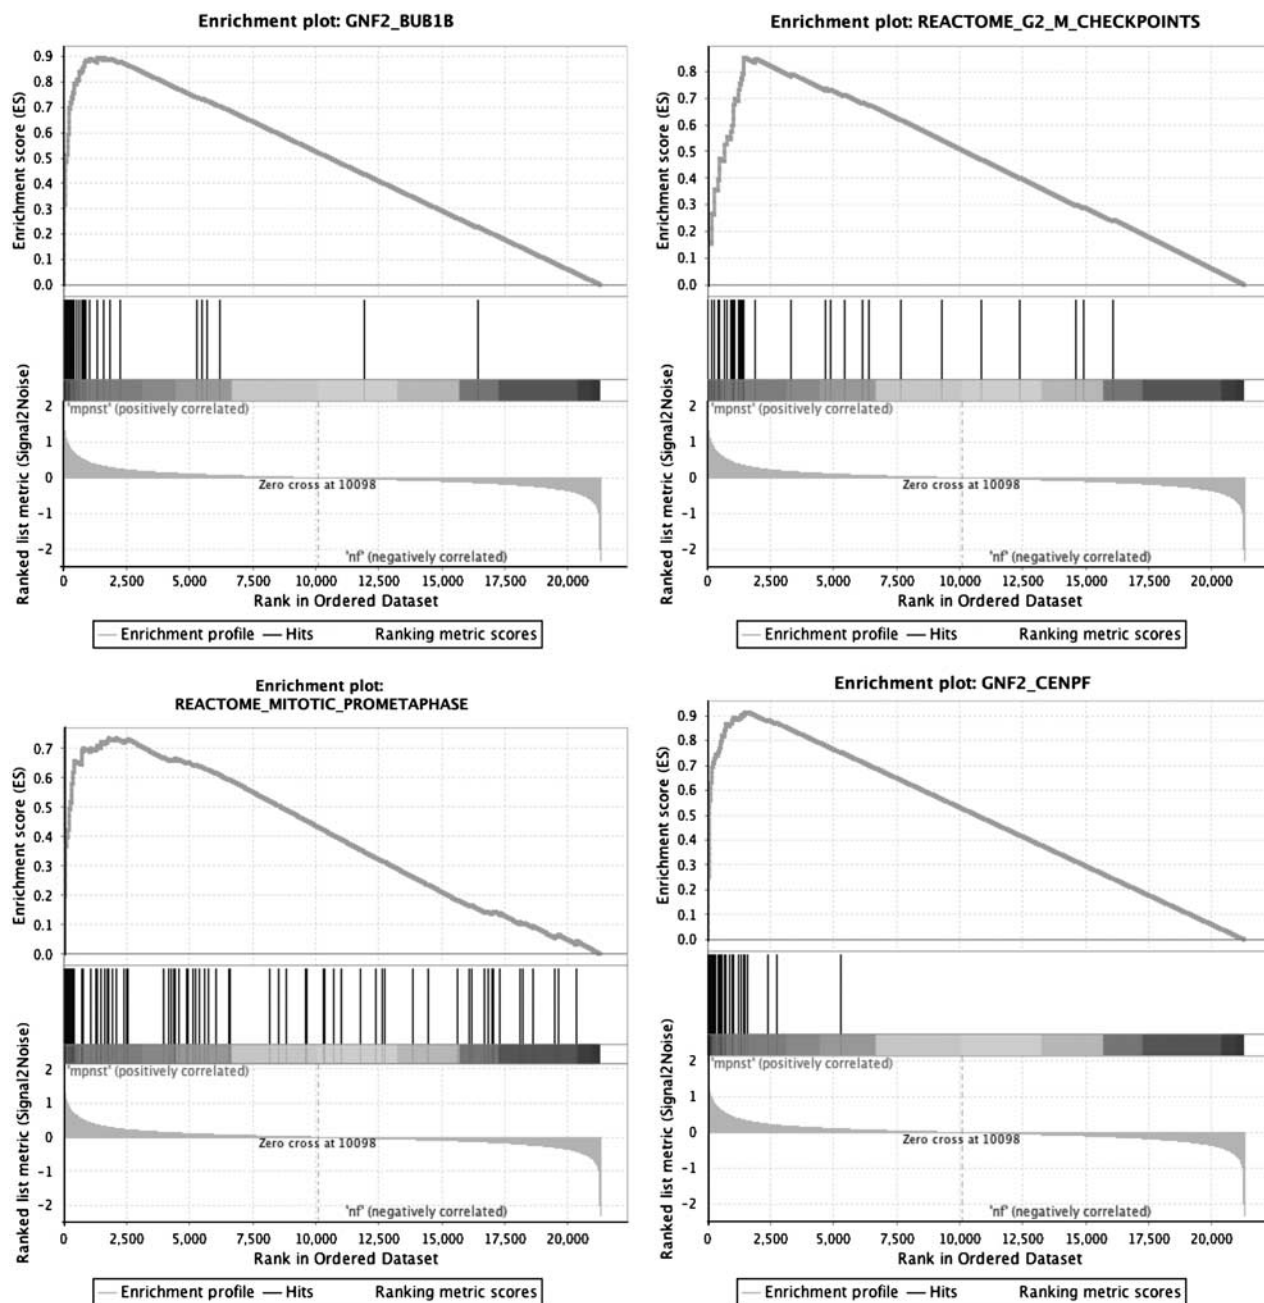 Enrichment plot: GNF2_BUB1B
Enrichment score (ES)
0.9
0.8
0.7
0.6
0.5
0.4
0.3
0.2
0.1
0.0
Ranked list metric (Signal2Noise)
2
1
0
-1
-2
'mpnst' (positively correlated)
Zero cross at 10098
'nf' (negatively correlated)
0 2,500 5,000 7,500 10,000 12,500 15,000 17,500 20,000
Rank in Ordered Dataset
Enrichment profile Hits Ranking metric scores
Enrichment plot: REACTOME_G2_M_CHECKPOINTS
Enrichment score (ES)
0.8
0.7
0.6
0.5
0.4
0.3
0.2
0.1
0.0
Ranked list metric (Signal2Noise)
2
1
0
-1
-2
'mpnst' (positively correlated)
Zero cross at 10098
'nf' (negatively correlated)
0 2,500 5,000 7,500 10,000 12,500 15,000 17,500 20,000
Rank in Ordered Dataset
Enrichment profile Hits Ranking metric scores
Enrichment plot:
REACTOME_MITOTIC_PROMETAPHASE
Enrichment score (ES)
0.7
0.6
0.5
0.4
0.3
0.2
0.1
0.0
Ranked list metric (Signal2Noise)
2
1
0
-1
-2
'mpnst' (positively correlated)
Zero cross at 10098
'nf' (negatively correlated)
0 2,500 5,000 7,500 10,000 12,500 15,000 17,500 20,000
Rank in Ordered Dataset
Enrichment profile Hits Ranking metric scores
Enrichment plot: GNF2_CENPF
Enrichment score (ES)
0.9
0.8
0.7
0.6
0.5
0.4
0.3
0.2
0.1
0.0
Ranked list metric (Signal2Noise)
2
1
0
-1
-2
'mpnst' (positively correlated)
Zero cross at 10098
'nf' (negatively correlated)
0 2,500 5,000 7,500 10,000 12,500 15,000 17,500 20,000
Rank in Ordered Dataset
Enrichment profile Hits Ranking metric scores